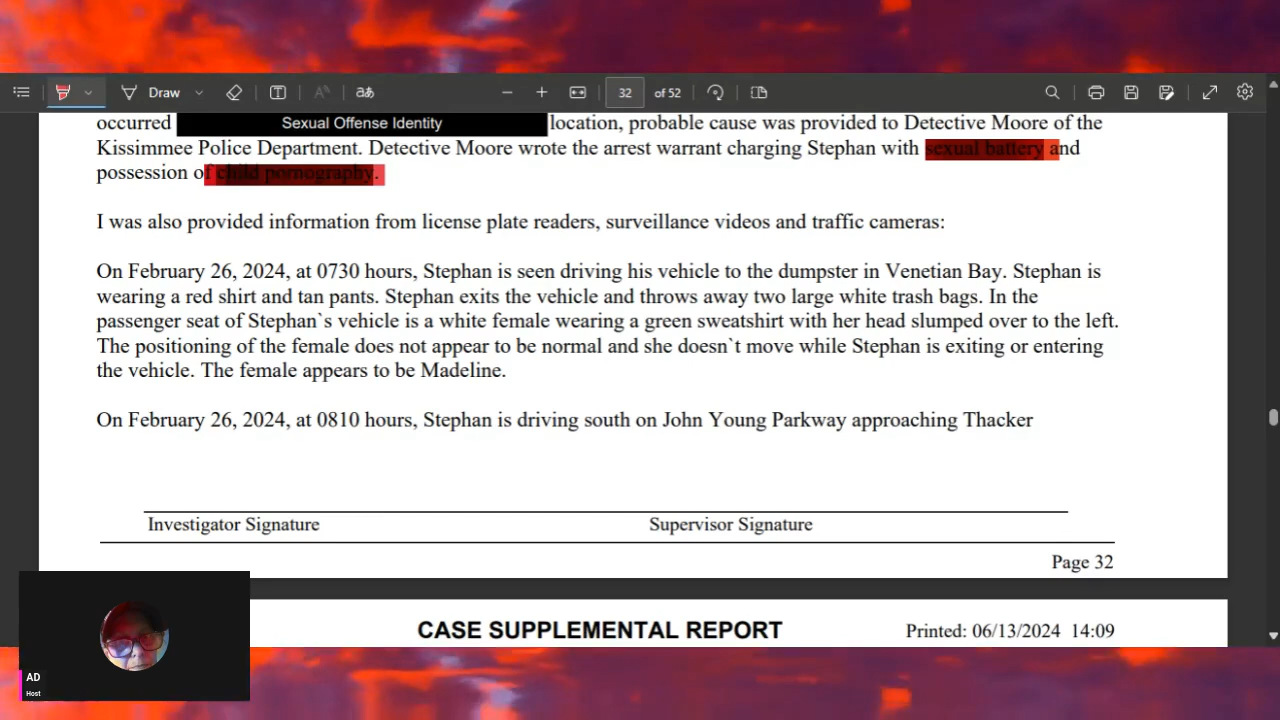 Draw
32 of 52
occurred Sexual Offense Identity location, probable cause was provided to Detective Moore of the
Kissimmee Police Department. Detective Moore wrote the arrest warrant charging Stephan with sexual battery and
possession of child pornography.
I was also provided information from license plate readers, surveillance videos and traffic cameras:
On February 26, 2024, at 0730 hours, Stephan is seen driving his vehicle to the dumpster in Venetian Bay. Stephan is
wearing a red shirt and tan pants. Stephan exits the vehicle and throws away two large white trash bags. In the
passenger seat of Stephan`s vehicle is a white female wearing a green sweatshirt with her head slumped over to the left.
The positioning of the female does not appear to be normal and she doesn`t move while Stephan is exiting or entering
the vehicle. The female appears to be Madeline.
On February 26, 2024, at 0810 hours, Stephan is driving south on John Young Parkway approaching Thacker
Investigator Signature Supervisor Signature
Page 32
CASE SUPPLEMENTAL REPORT Printed: 06/13/2024 14:09
AD
Host